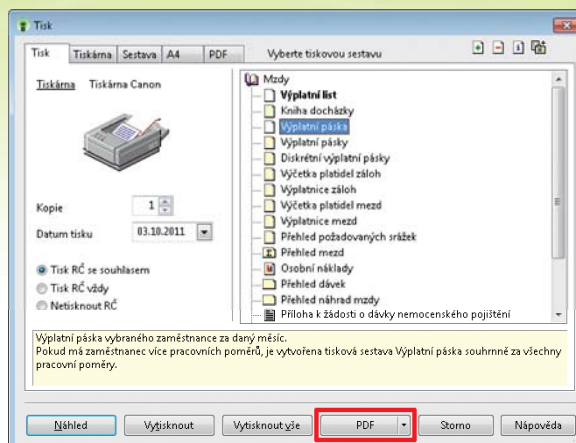 Tisk
Tisk Tiskárna Sestava A4 PDF Vyberte tiskovou sestavu
Tiskárna Tiskárna Canon
Kopie 1
Datum tisku 03.10.2011
Tisk RČ se souhlasem
Tisk RČ vždy
Netisknout RČ
Mzdy
Výplatní list
Kniha docházky
Výplatní páska
Výplatní pásky
Diskrétní výplatní pásky
Výčetka platidel záloh
Výplatnice záloh
Výčetka platidel mezd
Výplatnice mezd
Přehled požadovaných srážek
Přehled mezd
Osobní náklady
Přehled dávek
Přehled náhrad mzdy
Příloha k žádosti o dávky nemocenského pojištění
Výplatní páska vybraného zaměstnance za daný měsíc.
Pokud má zaměstnanec více pracovních poměrů, je vytvořena tisková sestava Výplatní páska souhrnně za všechny
pracovní poměry.
Náhled Vytisknout Vytisknout vše PDF Storno Nápověda